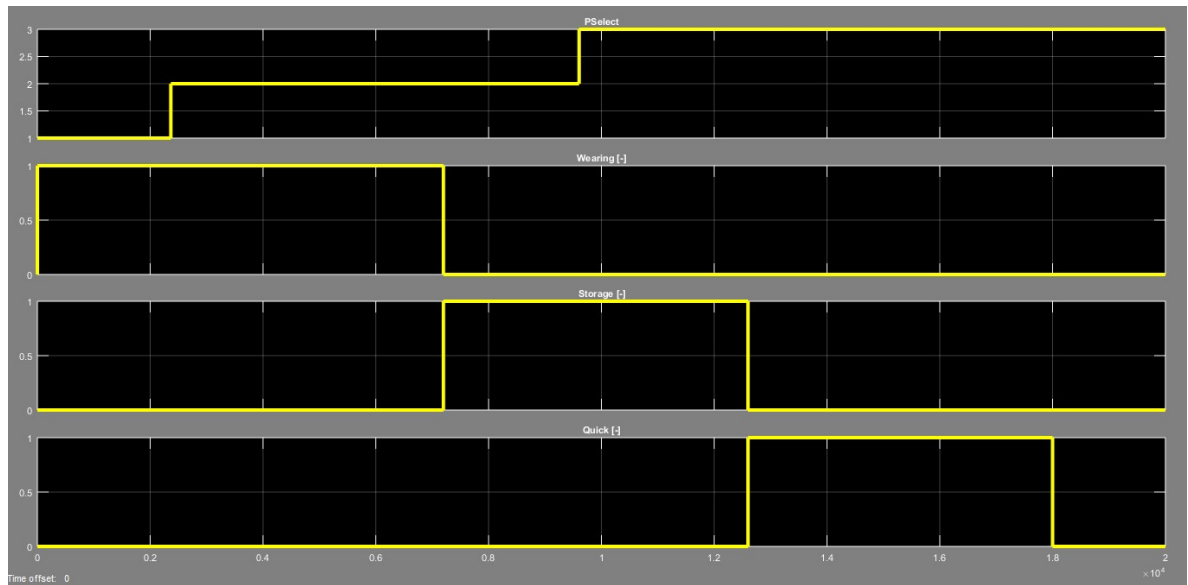 PSelect
3
2.5
2
1.5
1
Wearing [-]
1
0.5
0
Storage [-]
1
0.5
0
Quick [-]
1
0.5
0
0 0.2 0.4 0.6 0.8 1 1.2 1.4 1.6 1.8 2
×10⁴
Time offset: 0